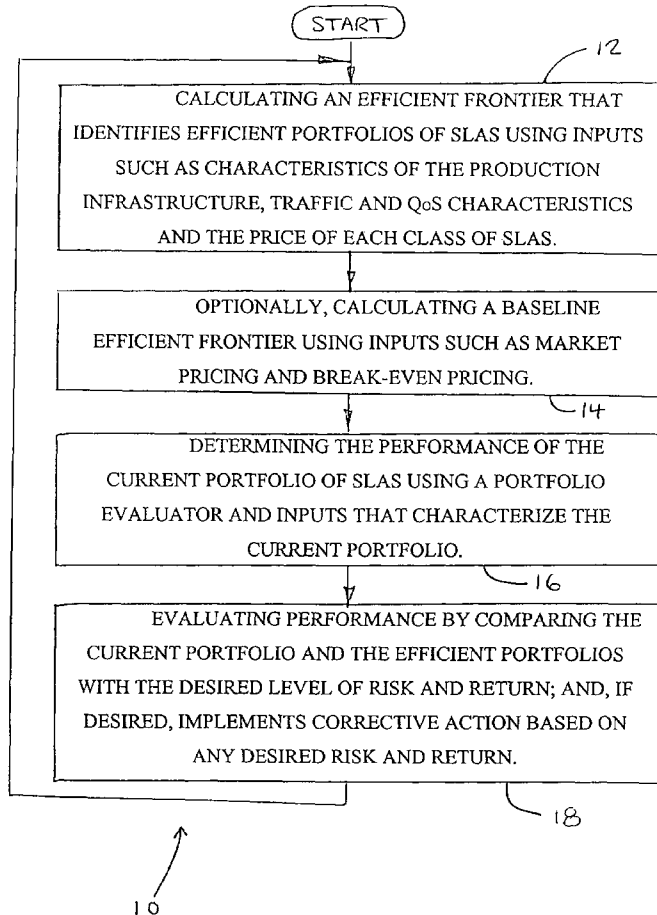 START
12
CALCULATING AN EFFICIENT FRONTIER THAT
IDENTIFIES EFFICIENT PORTFOLIOS OF SLAS USING INPUTS
SUCH AS CHARACTERISTICS OF THE PRODUCTION
INFRASTRUCTURE, TRAFFIC AND QoS CHARACTERISTICS
AND THE PRICE OF EACH CLASS OF SLAS.
OPTIONALLY, CALCULATING A BASELINE
EFFICIENT FRONTIER USING INPUTS SUCH AS MARKET
PRICING AND BREAK-EVEN PRICING.
14
DETERMINING THE PERFORMANCE OF THE
CURRENT PORTFOLIO OF SLAS USING A PORTFOLIO
EVALUATOR AND INPUTS THAT CHARACTERIZE THE
CURRENT PORTFOLIO.
16
EVALUATING PERFORMANCE BY COMPARING THE
CURRENT PORTFOLIO AND THE EFFICIENT PORTFOLIOS
WITH THE DESIRED LEVEL OF RISK AND RETURN; AND, IF
DESIRED, IMPLEMENTS CORRECTIVE ACTION BASED ON
ANY DESIRED RISK AND RETURN.
18
10